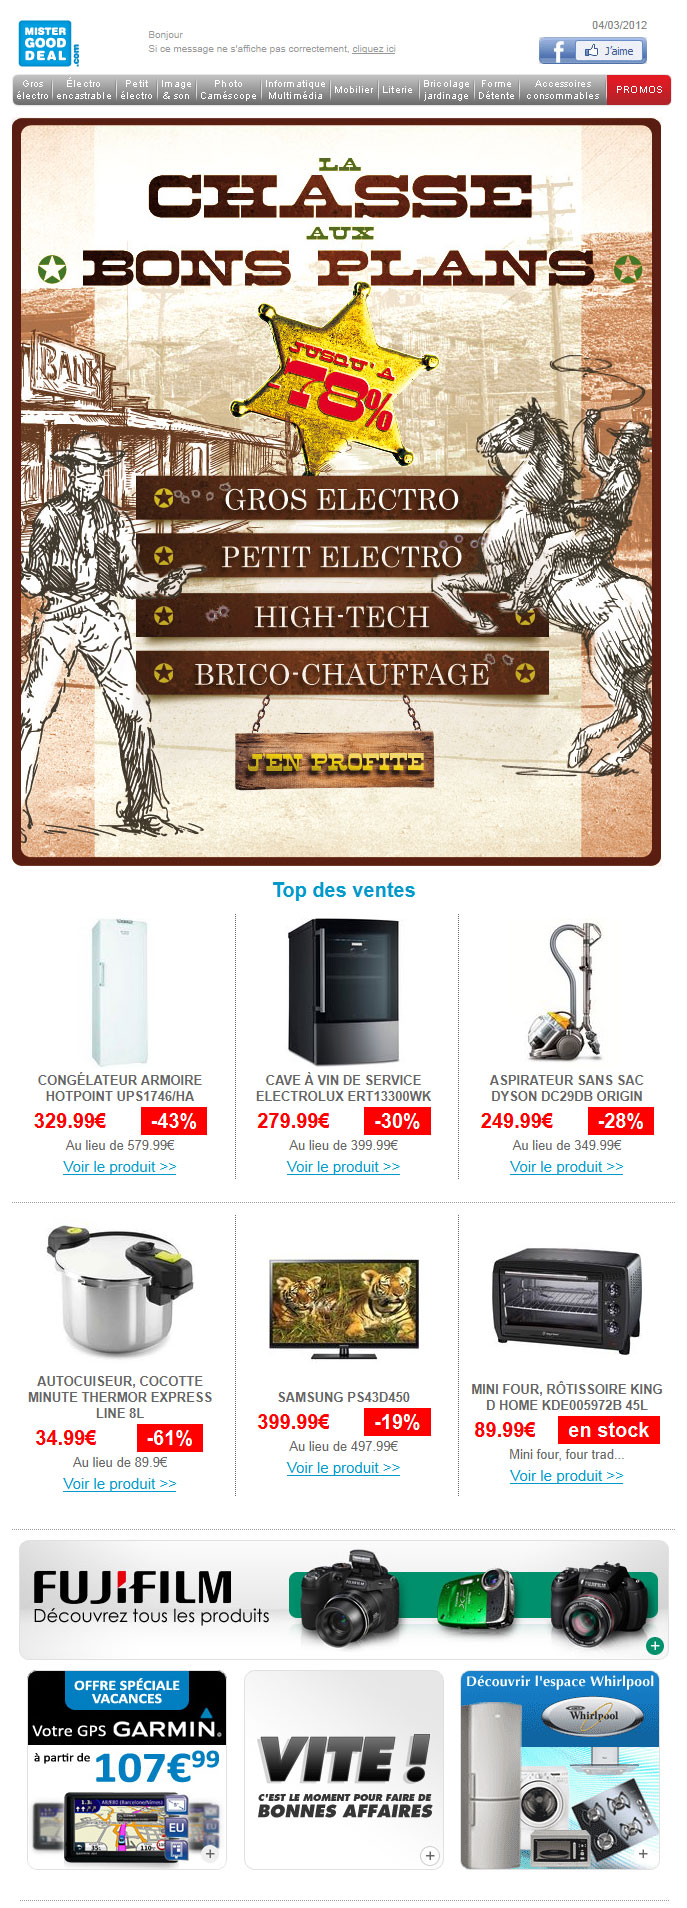 MISTER
GOOD
DEAL.com
04/03/2012
Bonjour
Si ce message ne s'affiche pas correctement, cliquez ici
J'aime
Gros électro
Électro encastrable
Petit électro
Image & son
Photo Caméscope
Informatique Multimédia
Mobilier
Literie
Bricolage jardinage
Forme Détente
Accessoires consommables
PROMOS
LA
CHASSE
AUX
BONS PLANS
BANK
JUSQU'A
-78%
GROS ELECTRO
PETIT ELECTRO
HIGH-TECH
BRICO-CHAUFFAGE
J'EN PROFITE
Top des ventes
CONGÉLATEUR ARMOIRE
HOTPOINT UPS1746/HA
329.99€ -43%
Au lieu de 579.99€
Voir le produit >>
CAVE À VIN DE SERVICE
ELECTROLUX ERT13300WK
279.99€ -30%
Au lieu de 399.99€
Voir le produit >>
ASPIRATEUR SANS SAC
DYSON DC29DB ORIGIN
249.99€ -28%
Au lieu de 349.99€
Voir le produit >>
AUTOCUISEUR, COCOTTE
MINUTE THERMOR EXPRESS
LINE 8L
34.99€ -61%
Au lieu de 89.9€
Voir le produit >>
SAMSUNG PS43D450
399.99€ -19%
Au lieu de 497.99€
Voir le produit >>
MINI FOUR, RÔTISSOIRE KING
D HOME KDE005972B 45L
89.99€ en stock
Mini four, four trad...
Voir le produit >>
FUJIFILM
Découvrez tous les produits
OFFRE SPÉCIALE
VACANCES
Votre GPS GARMIN
à partir de 107€99
EU
VITE !
C'EST LE MOMENT POUR FAIRE DE
BONNES AFFAIRES
Découvrir l'espace Whirlpool
Whirlpool